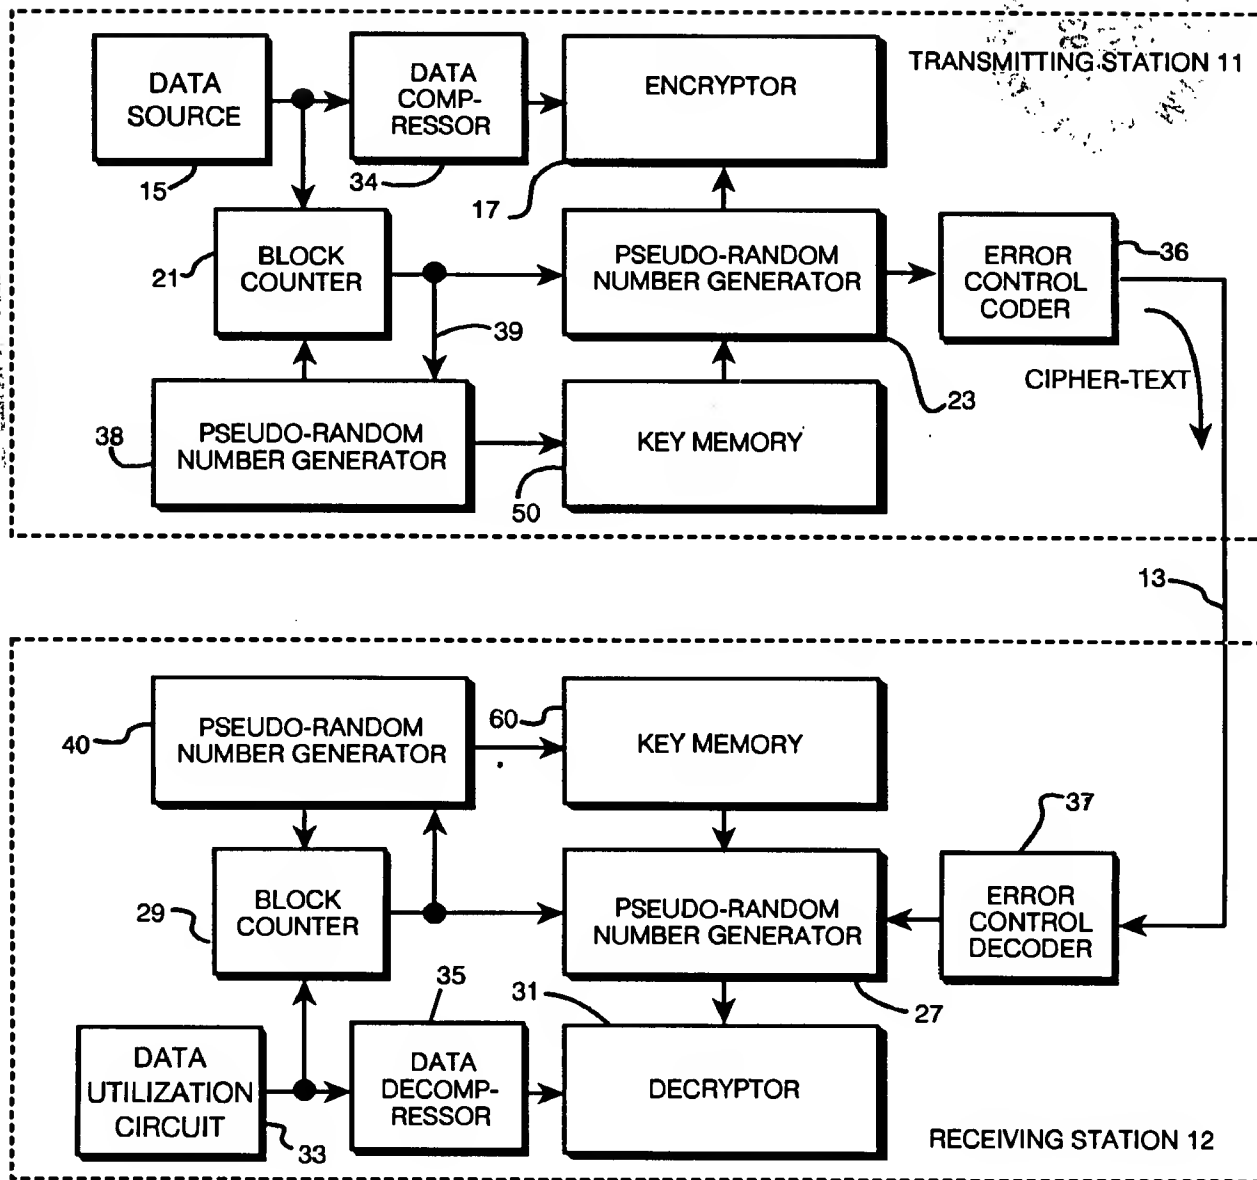 TRANSMITTING STATION 11
DATA
SOURCE
15
DATA
COMP-
RESSOR
34
ENCRYPTOR
17
BLOCK
COUNTER
21
39
PSEUDO-RANDOM
NUMBER GENERATOR
23
ERROR
CONTROL
CODER
36
CIPHER-TEXT
38
PSEUDO-RANDOM
NUMBER GENERATOR
KEY MEMORY
50
13
40
PSEUDO-RANDOM
NUMBER GENERATOR
60
KEY MEMORY
37
29
BLOCK
COUNTER
PSEUDO-RANDOM
NUMBER GENERATOR
27
ERROR
CONTROL
DECODER
DATA
UTILIZATION
CIRCUIT
33
35
DATA
DECOMP-
RESSOR
31
DECRYPTOR
RECEIVING STATION 12